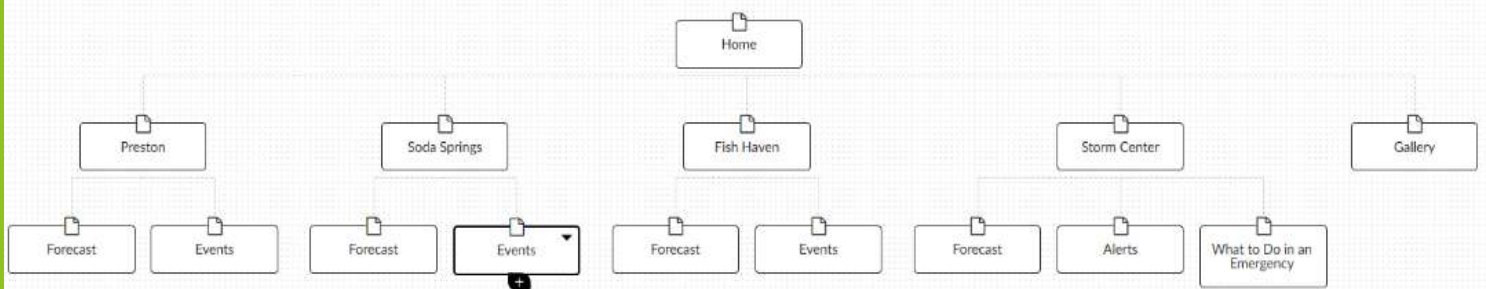 Home
Preston
Soda Springs
Fish Haven
Storm Center
Gallery
Forecast
Events
Forecast
Events
Forecast
Events
Forecast
Alerts
What to Do in an
Emergency